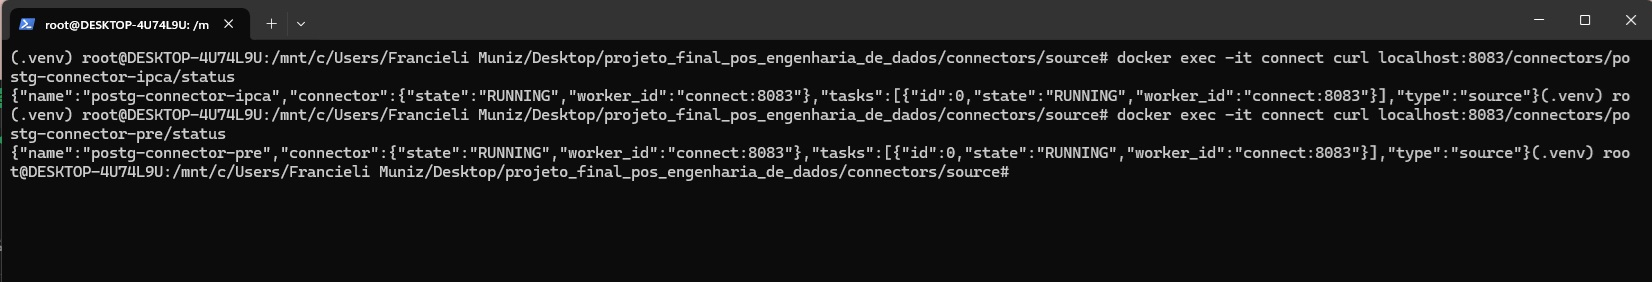 root@DESKTOP-4U74L9U: /m
(.venv) root@DESKTOP-4U74L9U:/mnt/c/Users/Francieli Muniz/Desktop/projeto_final_pos_engenharia_de_dados/connectors/source# docker exec -it connect curl localhost:8083/connectors/po
stg-connector-ipca/status
{"name":"postg-connector-ipca","connector":{"state":"RUNNING","worker_id":"connect:8083"},"tasks":[{"id":0,"state":"RUNNING","worker_id":"connect:8083"}],"type":"source"}(.venv) ro
(.venv) root@DESKTOP-4U74L9U:/mnt/c/Users/Francieli Muniz/Desktop/projeto_final_pos_engenharia_de_dados/connectors/source# docker exec -it connect curl localhost:8083/connectors/po
stg-connector-pre/status
{"name":"postg-connector-pre","connector":{"state":"RUNNING","worker_id":"connect:8083"},"tasks":[{"id":0,"state":"RUNNING","worker_id":"connect:8083"}],"type":"source"}(.venv) roo
t@DESKTOP-4U74L9U:/mnt/c/Users/Francieli Muniz/Desktop/projeto_final_pos_engenharia_de_dados/connectors/source#